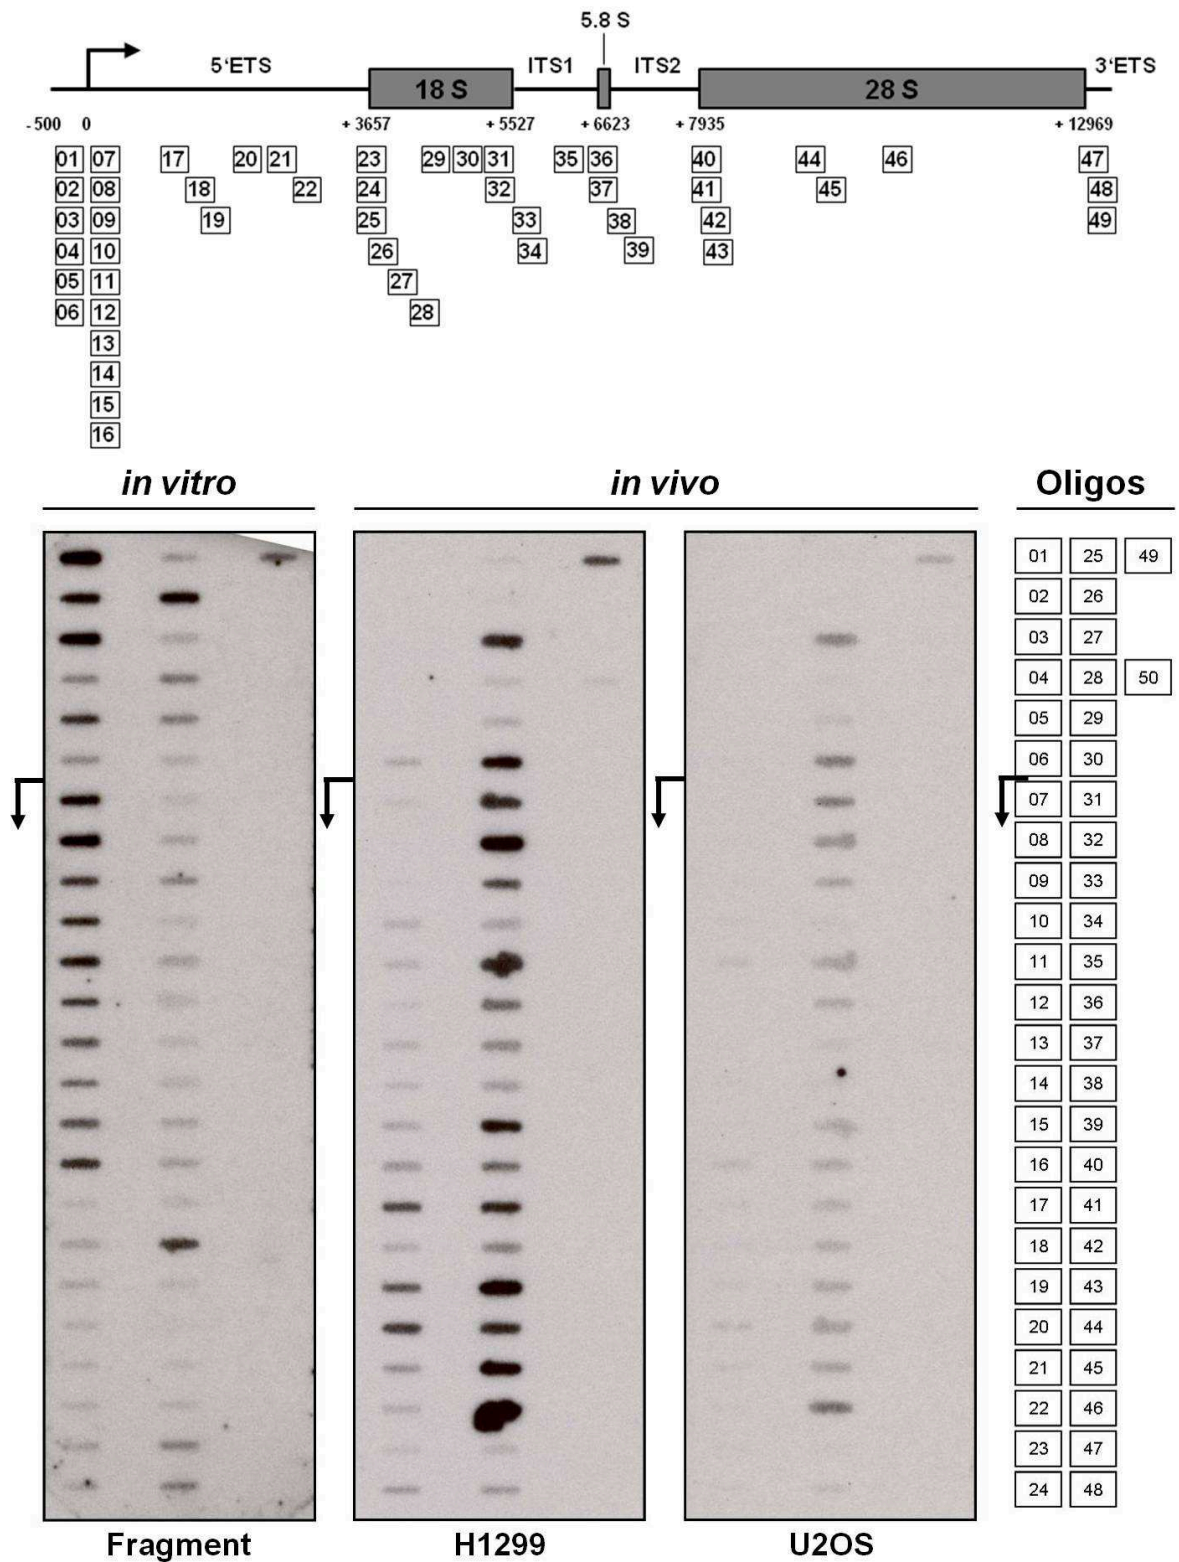 5.8 S
5'ETS
ITS1
ITS2
3'ETS
18 S
28 S
-500 0 +3657 +5527 +6623 +7935 +12969
01 07 17 20 21 23 29 30 31 35 36 40 44 46 47
02 08 18 22 24 32 37 41 45 48
03 09 19 25 33 38 42 49
04 10 26 34 39 43
05 11 27
06 12 28
13
14
15
16
in vitro in vivo Oligos
01 25 49
02 26
03 27
04 28 50
05 29
06 30
07 31
08 32
09 33
10 34
11 35
12 36
13 37
14 38
15 39
16 40
17 41
18 42
19 43
20 44
21 45
22 46
23 47
24 48
Fragment H1299 U2OS